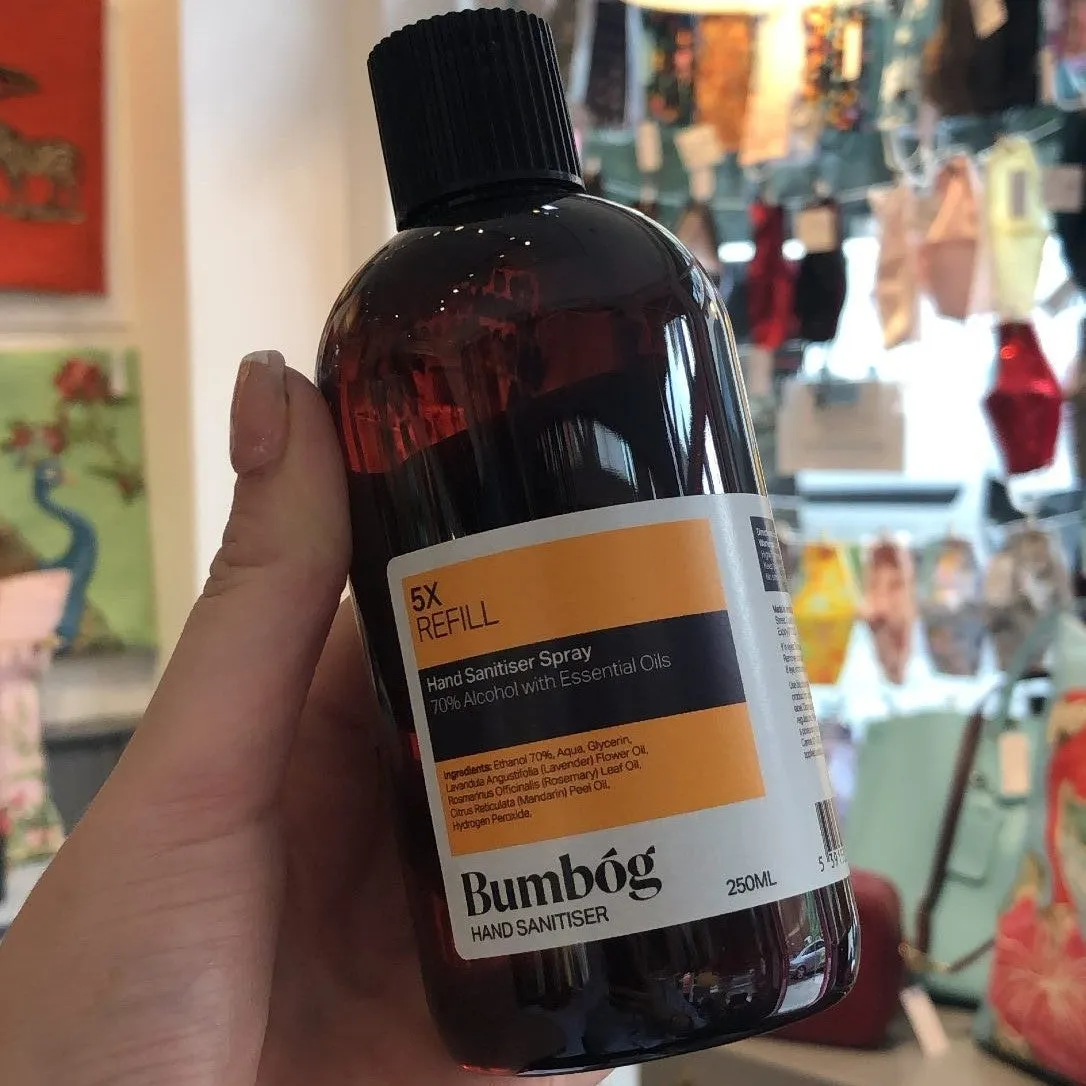 5X
REFILL
Hand Sanitiser Spray
70% Alcohol with Essential Oils
Ingredients: Ethanol 70%, Aqua, Glycerin,
Lavandula Angustifolia (Lavender) Flower Oil,
Rosmarinus Officinalis (Rosemary) Leaf Oil,
Citrus Reticulata (Mandarin) Peel Oil,
Hydrogen Peroxide.
Bumbóg
250ML
HAND SANITISER